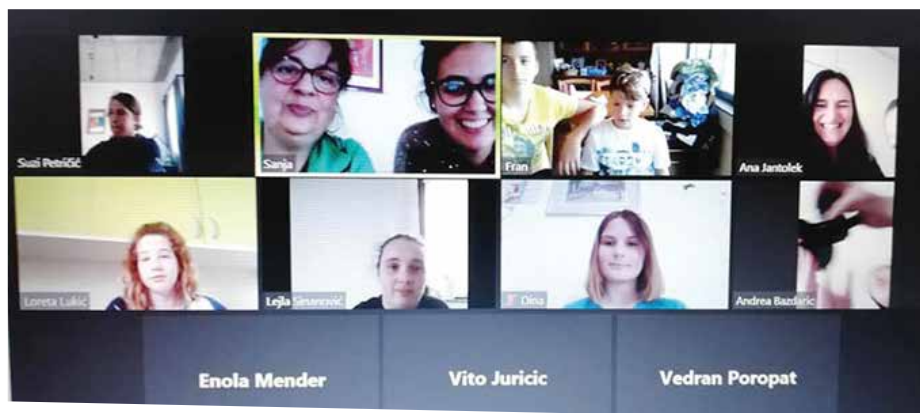 Suzi Petričić
Sanja
Fran
Ana Jantolek
Loreta Lukić
Lejla Sinanović
Dina
Andrea Bazdaric
Enola Mender
Vito Juricic
Vedran Poropat